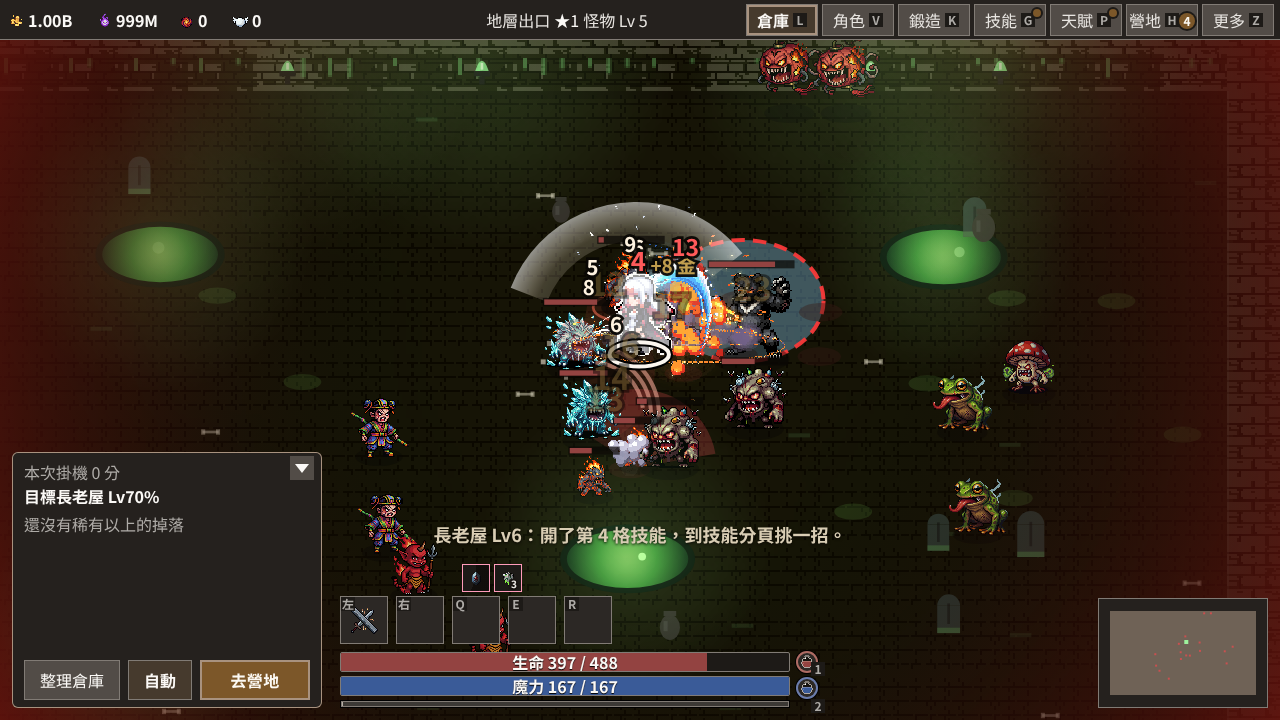 1.00B
999M
0
0
地層出口 ★1 怪物 Lv 5
倉庫 L
角色 V
鍛造 K
技能 G
天賦 P
營地 H 4
更多 Z
13
4
+8金
5
8
6
17
14
本次掛機 0 分
目標長老屋 Lv70%
還沒有稀有以上的掉落
整理倉庫
自動
去營地
長老屋 Lv6：開了第 4 格技能，到技能分頁挑一招。
3
左
右
Q
E
R
生命 397 / 488
1
魔力 167 / 167
2